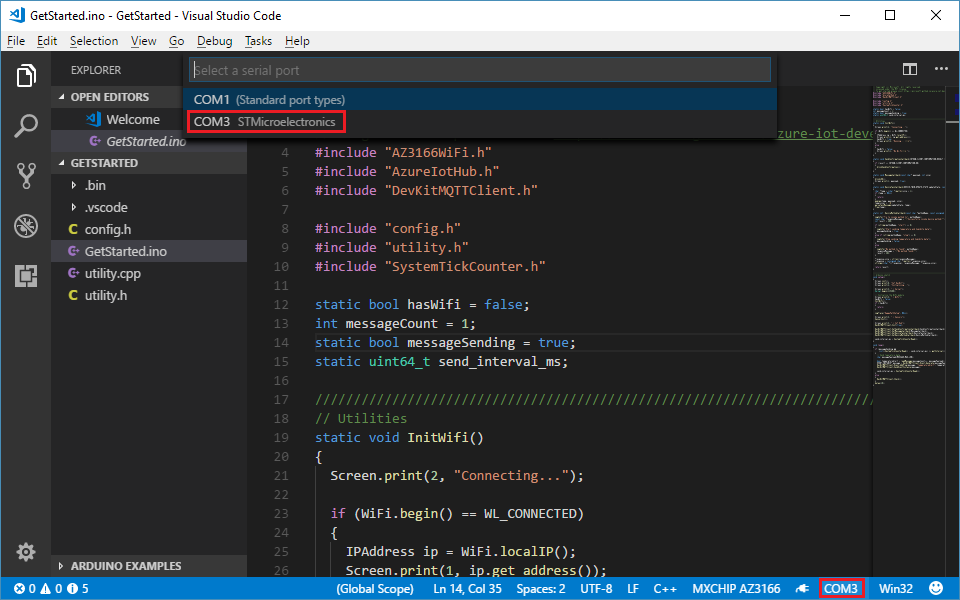 GetStarted.ino - GetStarted - Visual Studio Code
File Edit Selection View Go Debug Tasks Help
EXPLORER
Select a serial port
OPEN EDITORS
COM1 (Standard port types)
Welcome
COM3 STMicroelectronics
GetStarted.ino
zure-iot-dev
GETSTARTED
.bin
.vscode
config.h
GetStarted.ino
utility.cpp
utility.h
ARDUINO EXAMPLES
4 #include "AZ3166WiFi.h"
5 #include "AzureIotHub.h"
6 #include "DevKitMQTTClient.h"
7
8 #include "config.h"
9 #include "utility.h"
10 #include "SystemTickCounter.h"
11
12 static bool hasWifi = false;
13 int messageCount = 1;
14 static bool messageSending = true;
15 static uint64_t send_interval_ms;
16
17 //////////////////////////////////////////////////////////////////////////
18 // Utilities
19 static void InitWifi()
20 {
21 Screen.print(2, "Connecting...");
22
23 if (WiFi.begin() == WL_CONNECTED)
24 {
25 IPAddress ip = WiFi.localIP();
26 Screen.print(1, ip.get_address());
0 0 5 (Global Scope) Ln 14, Col 35 Spaces: 2 UTF-8 LF C++ MXCHIP AZ3166 COM3 Win32